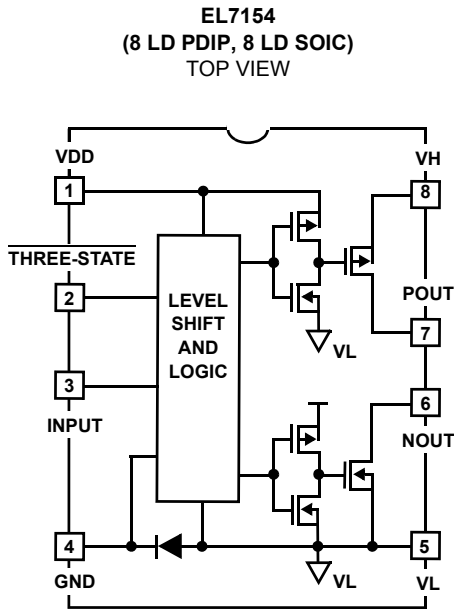 EL7154
(8 LD PDIP, 8 LD SOIC)
TOP VIEW
VDD
VH
1
8
THREE-STATE
2
LEVEL
SHIFT
AND
LOGIC
POUT
VL
7
3
INPUT
6
NOUT
4
5
GND
VL
VL